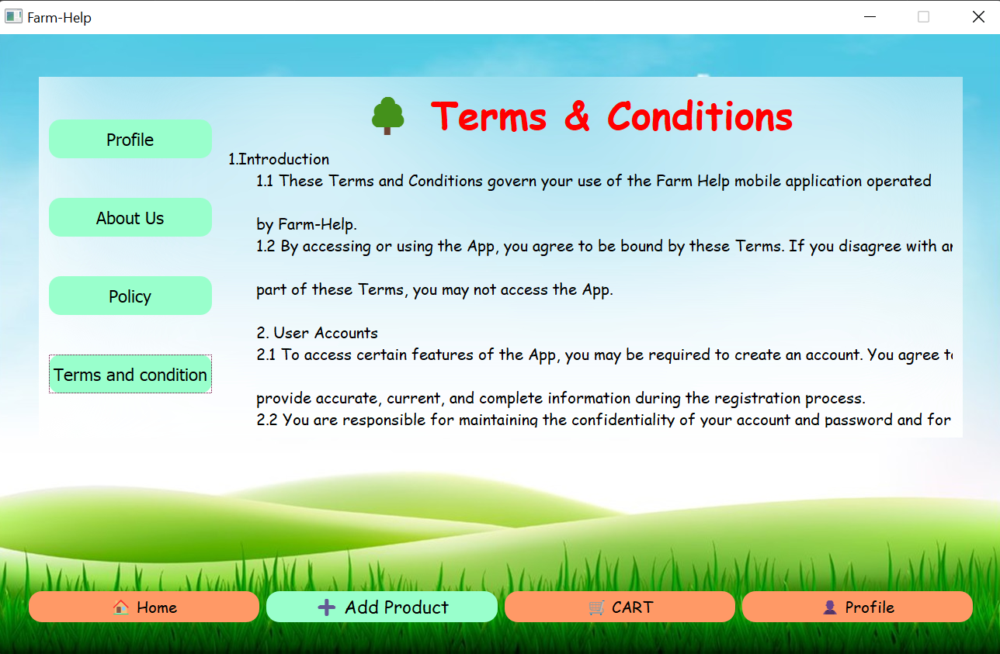 Farm-Help
Terms & Conditions
Profile
About Us
Policy
Terms and condition
1.Introduction
1.1 These Terms and Conditions govern your use of the Farm Help mobile application operated
by Farm-Help.
1.2 By accessing or using the App, you agree to be bound by these Terms. If you disagree with
part of these Terms, you may not access the App.
2. User Accounts
2.1 To access certain features of the App, you may be required to create an account. You agree
provide accurate, current, and complete information during the registration process.
2.2 You are responsible for maintaining the confidentiality of your account and password and for
Home
Add Product
CART
Profile